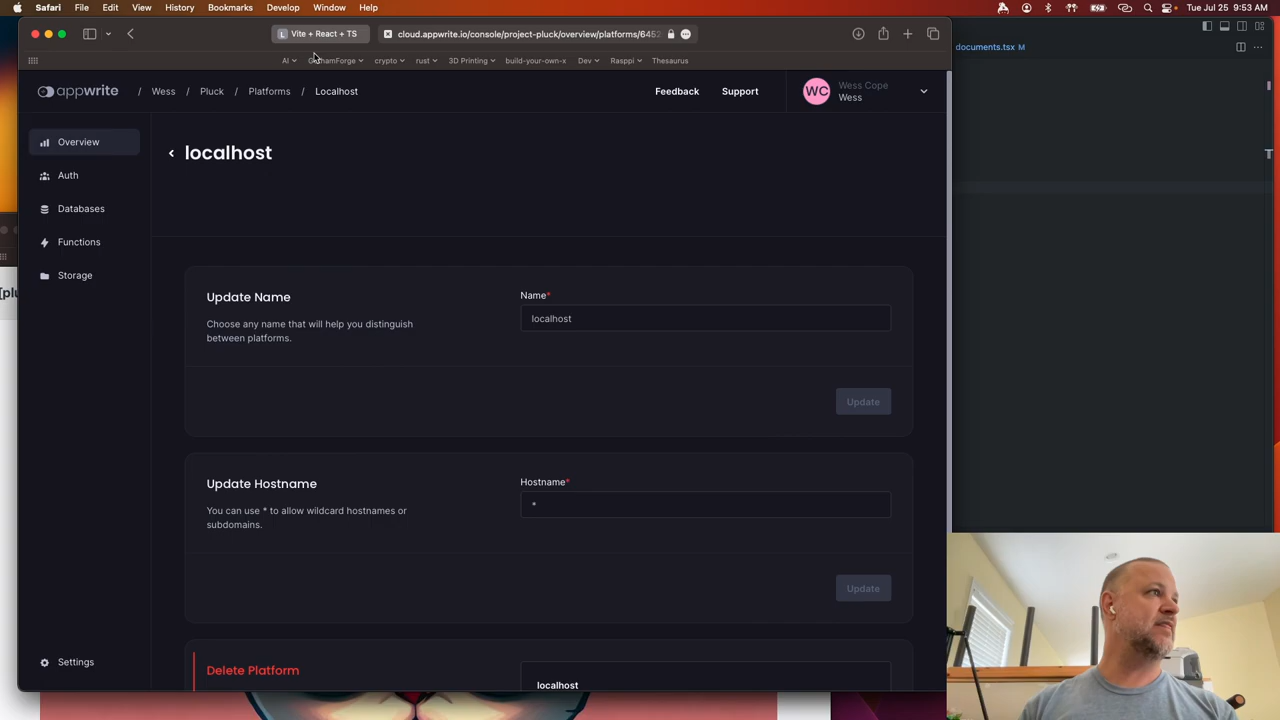 Safari File Edit View History Bookmarks Develop Window Help
Tue Jul 25 9:53 AM
Vite + React + TS
cloud.appwrite.io/console/project-pluck/overview/platforms/645
documents.tsx M
AI
crypto
rust
3D Printing
build-your-own-x
Dev
Rasppi
Thesaurus
appwrite / Wess / Pluck / Platforms / Localhost
Feedback
Support
WC
Wess Cope
Wess
Overview
Auth
Databases
Functions
Storage
Settings
localhost
Update Name
Choose any name that will help you distinguish
between platforms.
Name*
localhost
Update
Update Hostname
You can use * to allow wildcard hostnames or
subdomains.
Hostname*
*
Update
Delete Platform
localhost
[plu